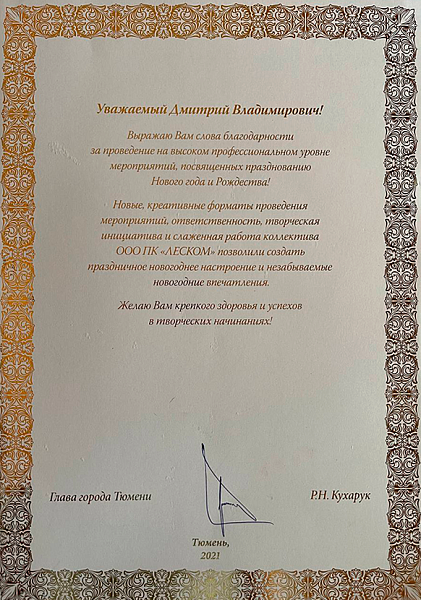 Уважаемый Дмитрий Владимирович!
Выражаю Вам слова благодарности
за проведение на высоком профессиональном уровне
мероприятий, посвященных празднованию
Нового года и Рождества!
Новые, креативные форматы проведения
мероприятий, ответственность, творческая
инициатива и слаженная работа коллектива
ООО ПК «ЛЕСКОМ» позволили создать
праздничное новогоднее настроение и незабываемые
новогодние впечатления.
Желаю Вам крепкого здоровья и успехов
в творческих начинаниях!
Глава города Тюмени
Р.Н. Кухарук
Тюмень,
2021